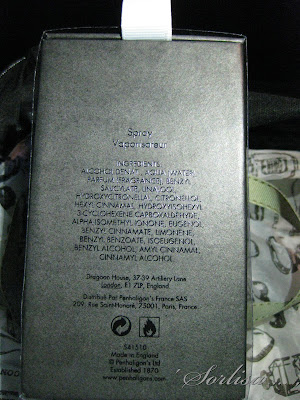 Spray
Vaporisateur
INGREDIENTS:
ALCOHOL DENAT., AQUA (WATER),
PARFUM (FRAGRANCE), BENZYL
SALICYLATE, LINALOOL,
HYDROXYCITRONELLAL, CITRONELLOL,
HEXYL CINNAMAL, HYDROXYISOHEXYL
3-CYCLOHEXENE CARBOXALDEHYDE,
ALPHA ISOMETHYL IONONE, EUGENOL,
BENZYL CINNAMATE, LIMONENE,
BENZYL BENZOATE, ISOEUGENOL,
BENZYL ALCOHOL, AMYL CINNAMAL,
CINNAMYL ALCOHOL
Dragoon House, 37-39 Artillery Lane
London, E1 7LP, England
Distribué Par Penhaligon's France SAS
209, Rue Saint-Honoré, 75001, Paris, France
S41510
Made in England
© Penhaligon's Ltd
Established 1870
www.penhaligons.com
Sorlisa